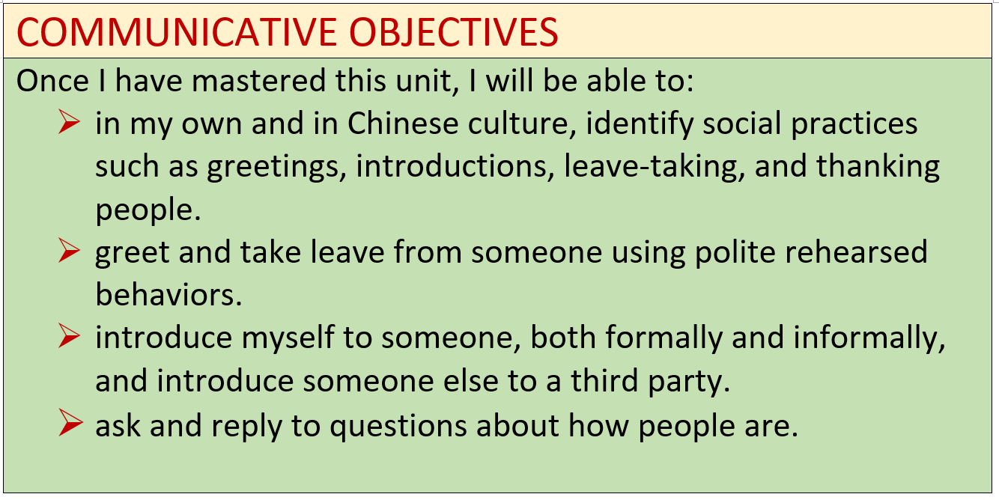 COMMUNICATIVE OBJECTIVES
Once I have mastered this unit, I will be able to:
in my own and in Chinese culture, identify social practices
such as greetings, introductions, leave-taking, and thanking
people.
greet and take leave from someone using polite rehearsed
behaviors.
introduce myself to someone, both formally and informally,
and introduce someone else to a third party.
ask and reply to questions about how people are.